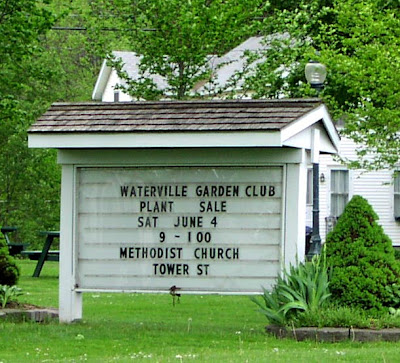 WATERVILLE GARDEN CLUB
PLANT SALE
SAT JUNE 4
9 - 100
METHODIST CHURCH
TOWER ST